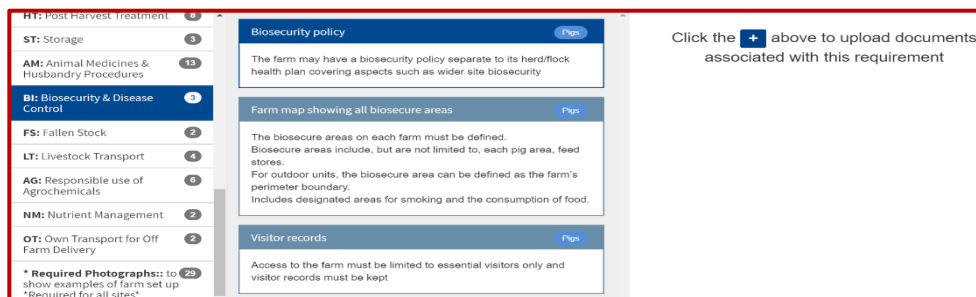 HT: Post Harvest Treatment 8
ST: Storage 3
AM: Animal Medicines & 13
Husbandry Procedures
BI: Biosecurity & Disease 3
Control
FS: Fallen Stock 2
LT: Livestock Transport 4
AG: Responsible use of 6
Agrochemicals
NM: Nutrient Management 2
OT: Own Transport for Off 2
Farm Delivery
* Required Photographs:: to 29
show examples of farm set up
*Required for all sites*
Biosecurity policy Pigs
The farm may have a biosecurity policy separate to its herd/flock
health plan covering aspects such as wider site biosecurity
Farm map showing all biosecure areas Pigs
The biosecure areas on each farm must be defined.
Biosecure areas include, but are not limited to, each pig area, feed
stores.
For outdoor units, the biosecure area can be defined as the farm's
perimeter boundary.
Includes designated areas for smoking and the consumption of food.
Visitor records Pigs
Access to the farm must be limited to essential visitors only and
visitor records must be kept
Click the + above to upload documents
associated with this requirement